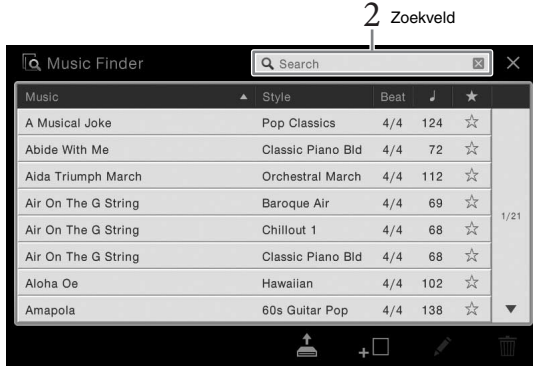 2 Zoekveld
Music Finder Search
Music Style Beat ♩ ★
A Musical Joke Pop Classics 4/4 124 ☆
Abide With Me Classic Piano Bld 4/4 72 ☆
Aida Triumph March Orchestral March 4/4 112 ☆
Air On The G String Baroque Air 4/4 69 ☆
Air On The G String Chillout 1 4/4 68 ☆
Air On The G String Classic Piano Bld 4/4 68 ☆
Aloha Oe Hawaiian 4/4 102 ☆
Amapola 60s Guitar Pop 4/4 138 ☆
1/21